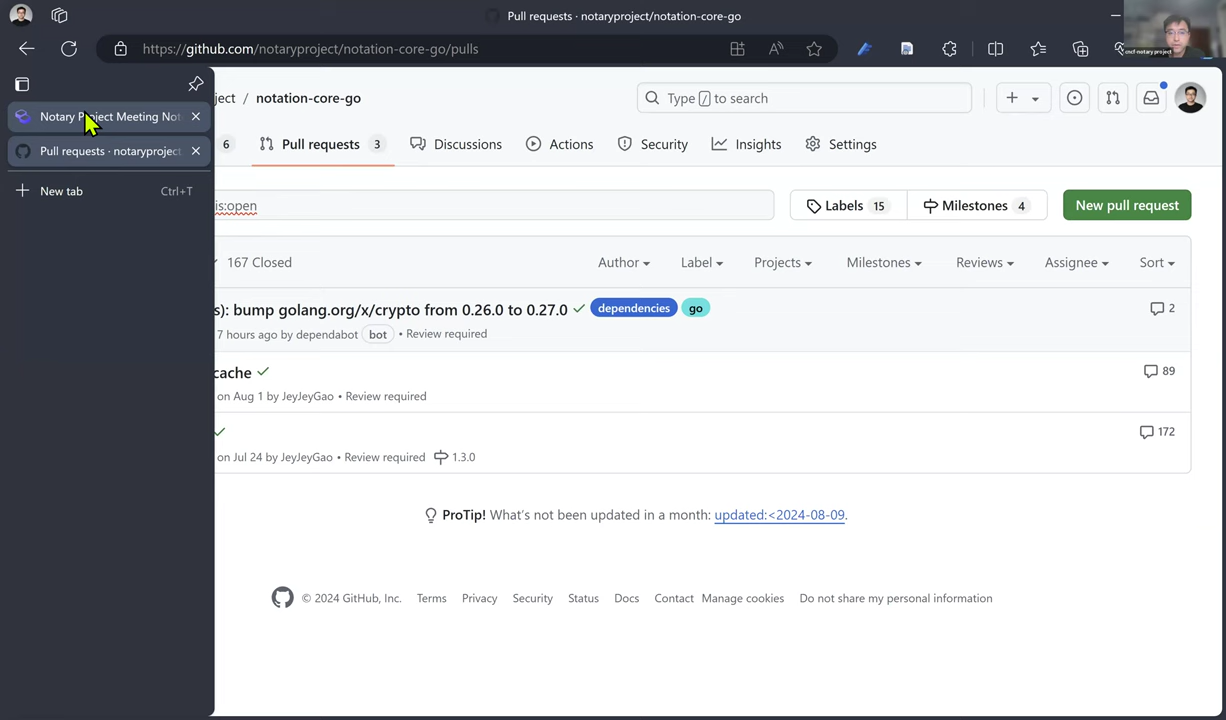 Pull requests · notaryproject/notation-core-go
https://github.com/notaryproject/notation-core-go/pulls
cncf-notary project
Notary Project Meeting Not
Pull requests · notaryproject
New tab Ctrl+T
ject / notation-core-go
Type / to search
6 Pull requests 3 Discussions Actions Security Insights Settings
is:open
Labels 15 Milestones 4 New pull request
167 Closed Author Label Projects Milestones Reviews Assignee Sort
s): bump golang.org/x/crypto from 0.26.0 to 0.27.0 dependencies go 2
7 hours ago by dependabot bot • Review required
cache 89
on Aug 1 by JeyJeyGao • Review required
172
on Jul 24 by JeyJeyGao • Review required 1.3.0
ProTip! What's not been updated in a month: updated:<2024-08-09.
© 2024 GitHub, Inc. Terms Privacy Security Status Docs Contact Manage cookies Do not share my personal information